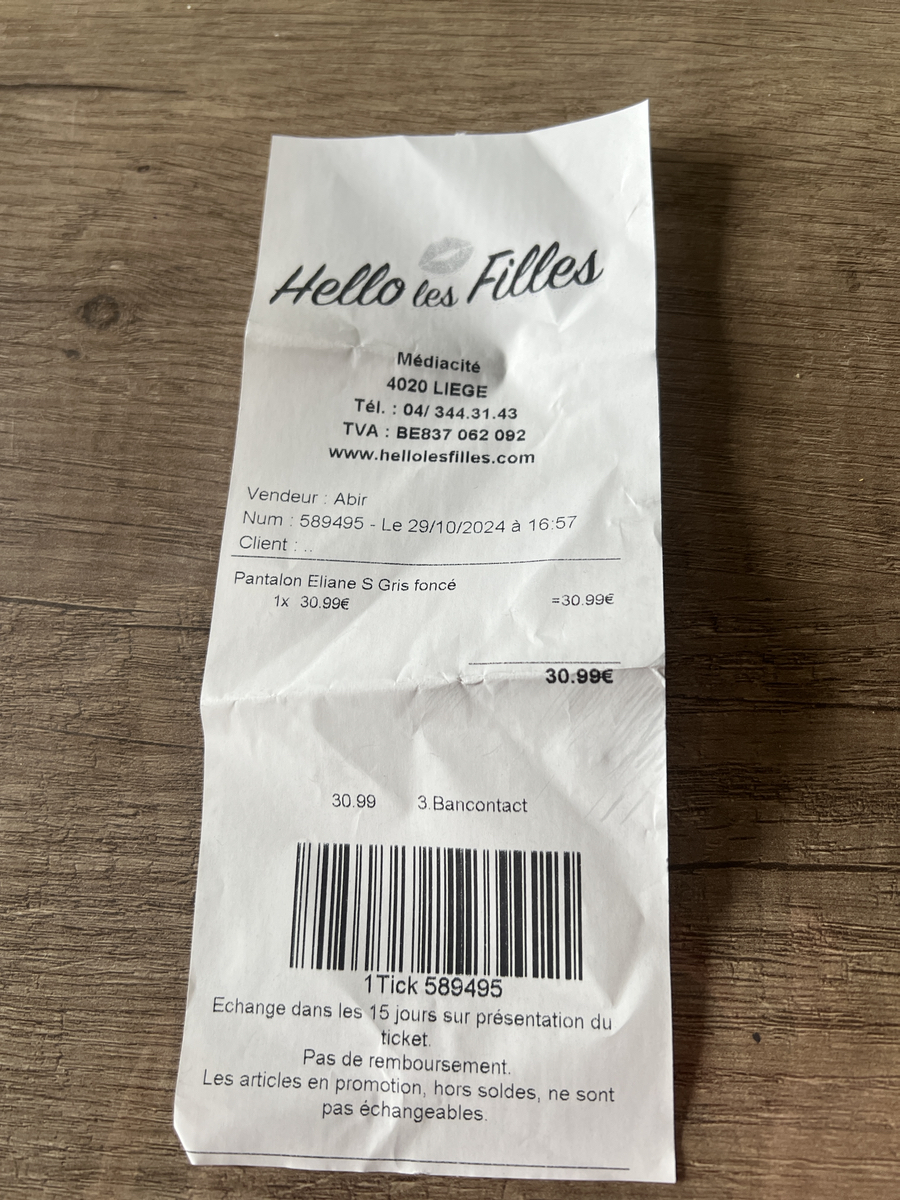 Hello les Filles
Médiacité
4020 LIEGE
Tél. : 04/ 344.31.43
TVA : BE837 062 092
www.hellolesfilles.com
Vendeur : Abir
Num : 589495 - Le 29/10/2024 à 16:57
Client : ..
Pantalon Eliane S Gris foncé
1x 30.99€ =30.99€
30.99€
30.99 3.Bancontact
1Tick 589495
Echange dans les 15 jours sur présentation du
ticket.
Pas de remboursement.
Les articles en promotion, hors soldes, ne sont
pas échangeables.